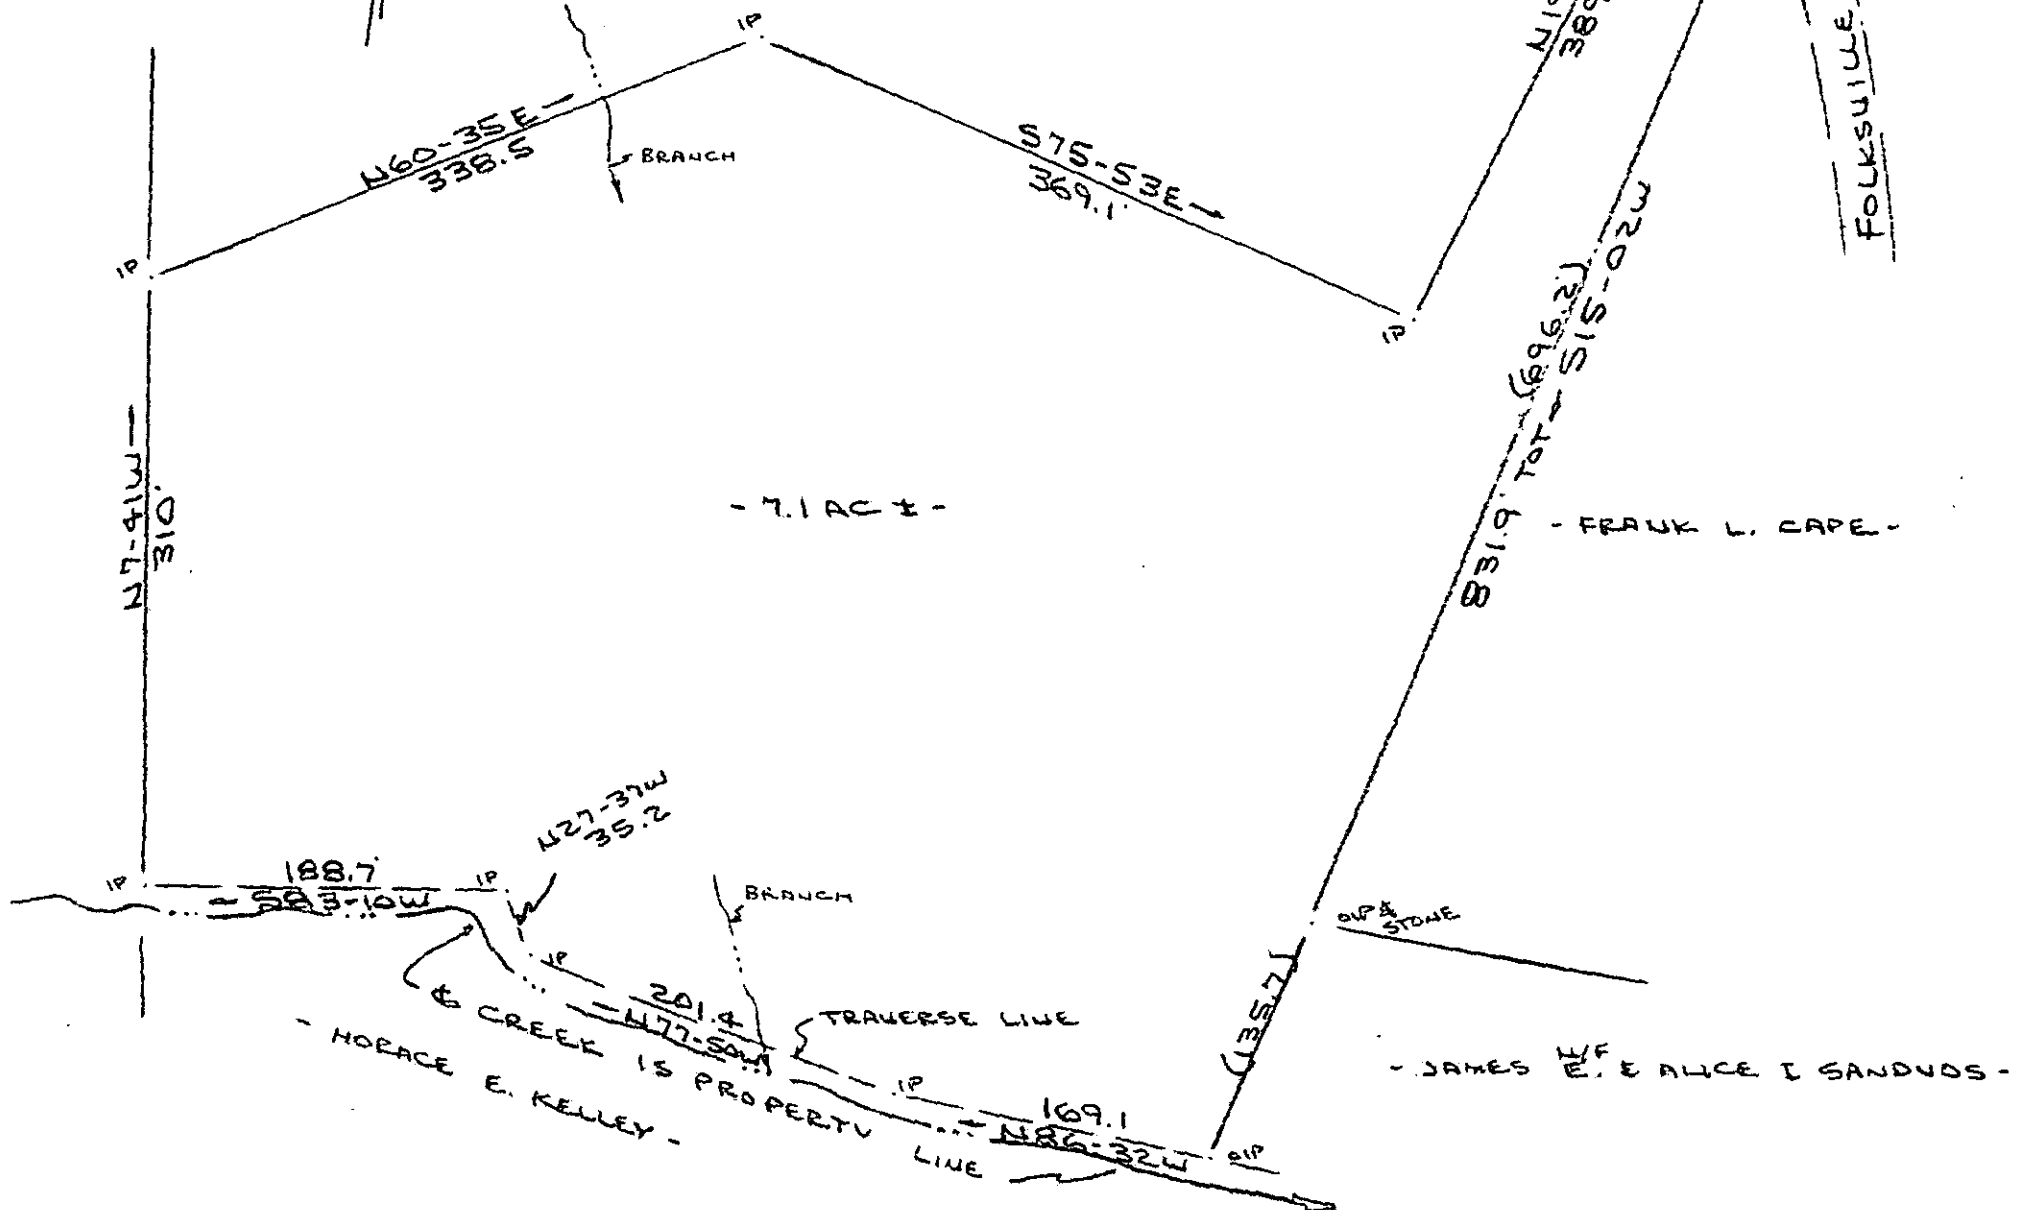 IP
N60-35E
338.5
BRANCH
S75-53E
369.1'
FOLKSVILLE
IP
IP
(696.2')
S15-02W
831.9' TOT
N7-41W
310'
- 7.1 AC ± -
- FRANK L. CAPE -
N27-37W
35.2
IP
188.7'
S83-10W
IP
BRANCH
OIP &
STONE
IP
201.4
N77-50W
TRAVERSE LINE
(135.7)
℄ CREEK IS PROPERTY LINE
- HORACE E. KELLEY -
IP
169.1
N86-32W
OIP
- JAMES E. & ALICE I SANDVOS -